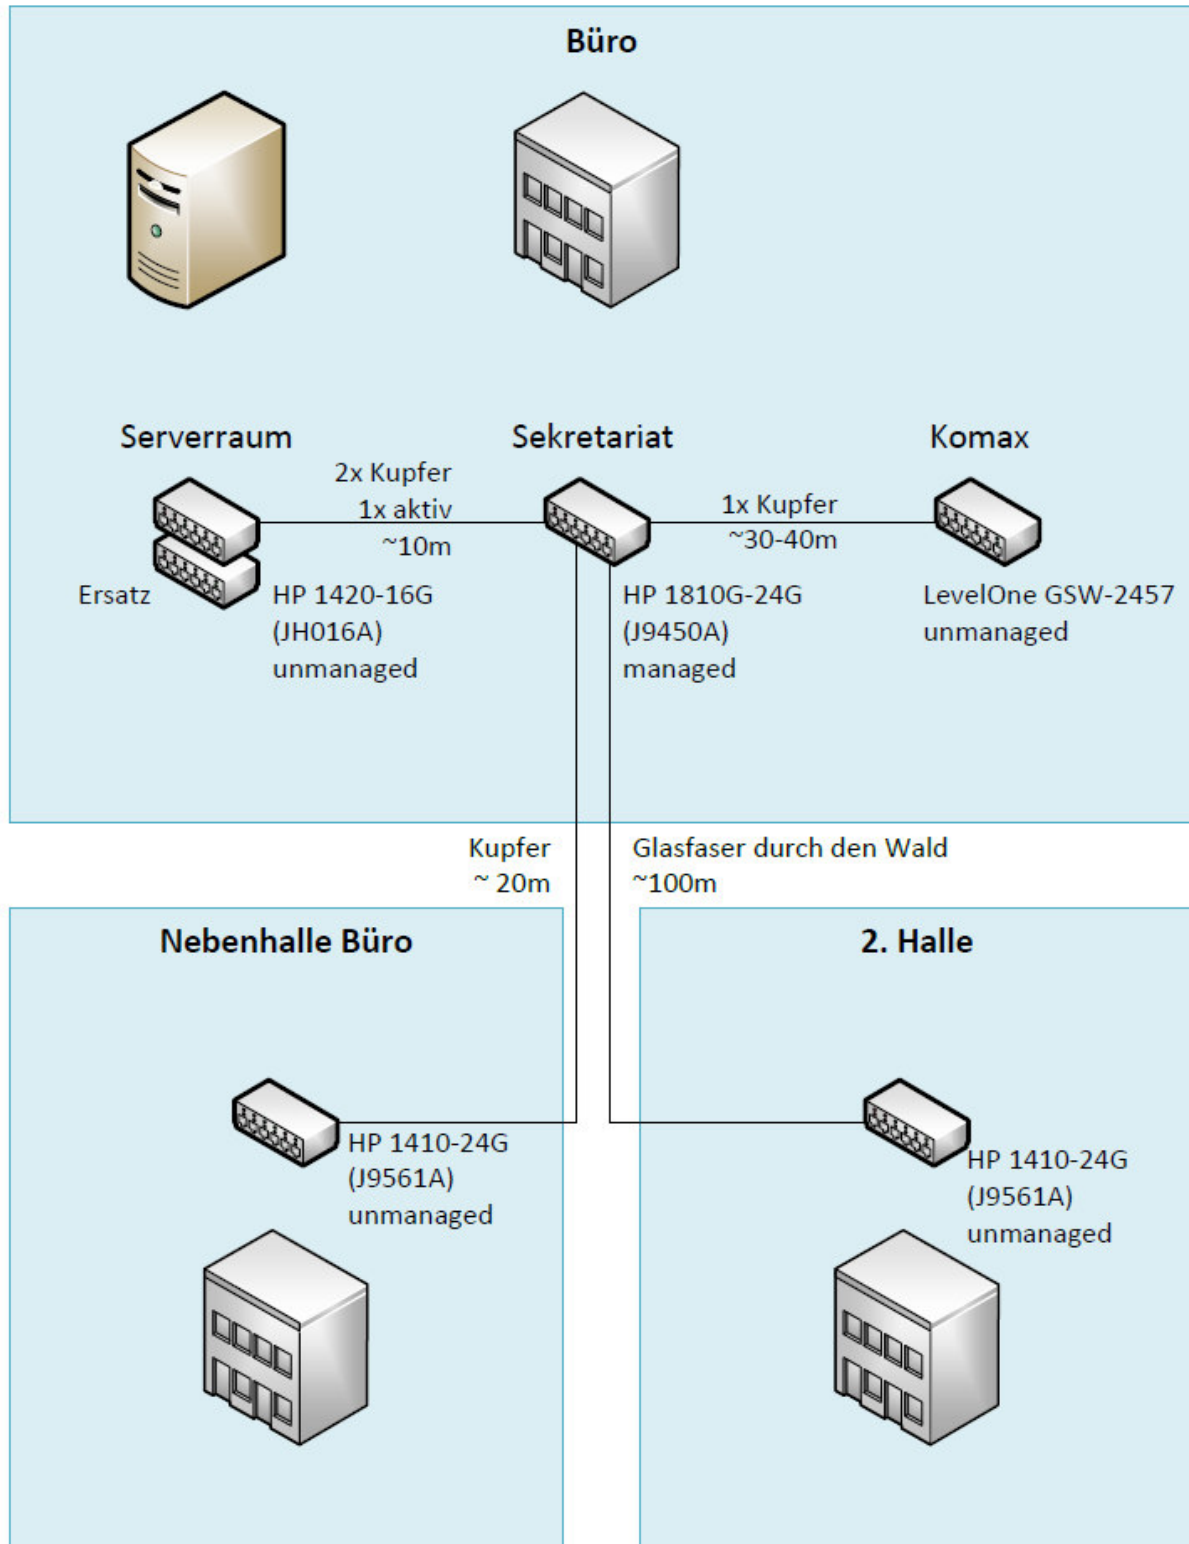 Büro
Serverraum
Sekretariat
Komax
2x Kupfer
1x aktiv
~10m
1x Kupfer
~30-40m
Ersatz
HP 1420-16G
(JH016A)
unmanaged
HP 1810G-24G
(J9450A)
managed
LevelOne GSW-2457
unmanaged
Kupfer
~ 20m
Glasfaser durch den Wald
~100m
Nebenhalle Büro
2. Halle
HP 1410-24G
(J9561A)
unmanaged
HP 1410-24G
(J9561A)
unmanaged